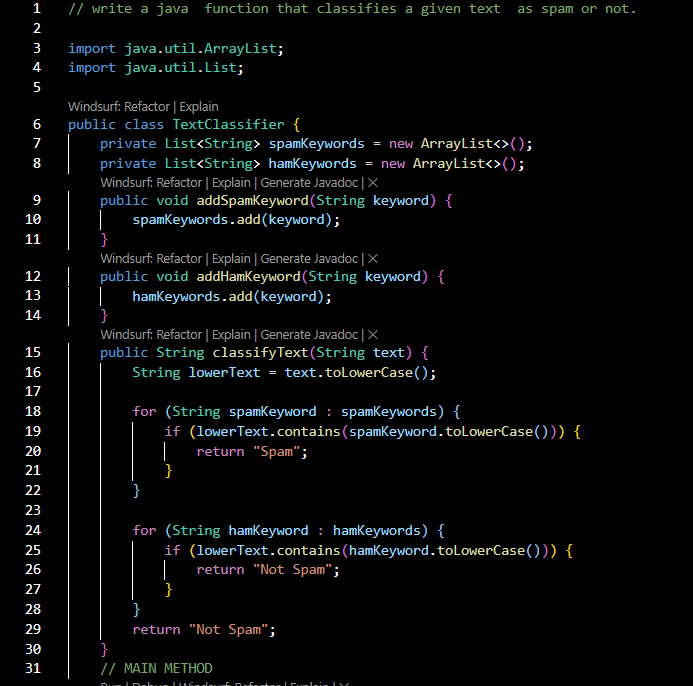 1 // write a java  function that classifies a given text  as spam or not.
2
3 import java.util.ArrayList;
4 import java.util.List;
5
Windsurf: Refactor | Explain
6 public class TextClassifier {
7     private List<String> spamKeywords = new ArrayList<>();
8     private List<String> hamKeywords = new ArrayList<>();
Windsurf: Refactor | Explain | Generate Javadoc | X
9     public void addSpamKeyword(String keyword) {
10         spamKeywords.add(keyword);
11     }
Windsurf: Refactor | Explain | Generate Javadoc | X
12     public void addHamKeyword(String keyword) {
13         hamKeywords.add(keyword);
14     }
Windsurf: Refactor | Explain | Generate Javadoc | X
15     public String classifyText(String text) {
16         String lowerText = text.toLowerCase();
17
18         for (String spamKeyword : spamKeywords) {
19             if (lowerText.contains(spamKeyword.toLowerCase())) {
20                 return "Spam";
21             }
22         }
23
24         for (String hamKeyword : hamKeywords) {
25             if (lowerText.contains(hamKeyword.toLowerCase())) {
26                 return "Not Spam";
27             }
28         }
29         return "Not Spam";
30     }
31     // MAIN METHOD
Run | Debug | Windsurf: Refactor | Explain | X